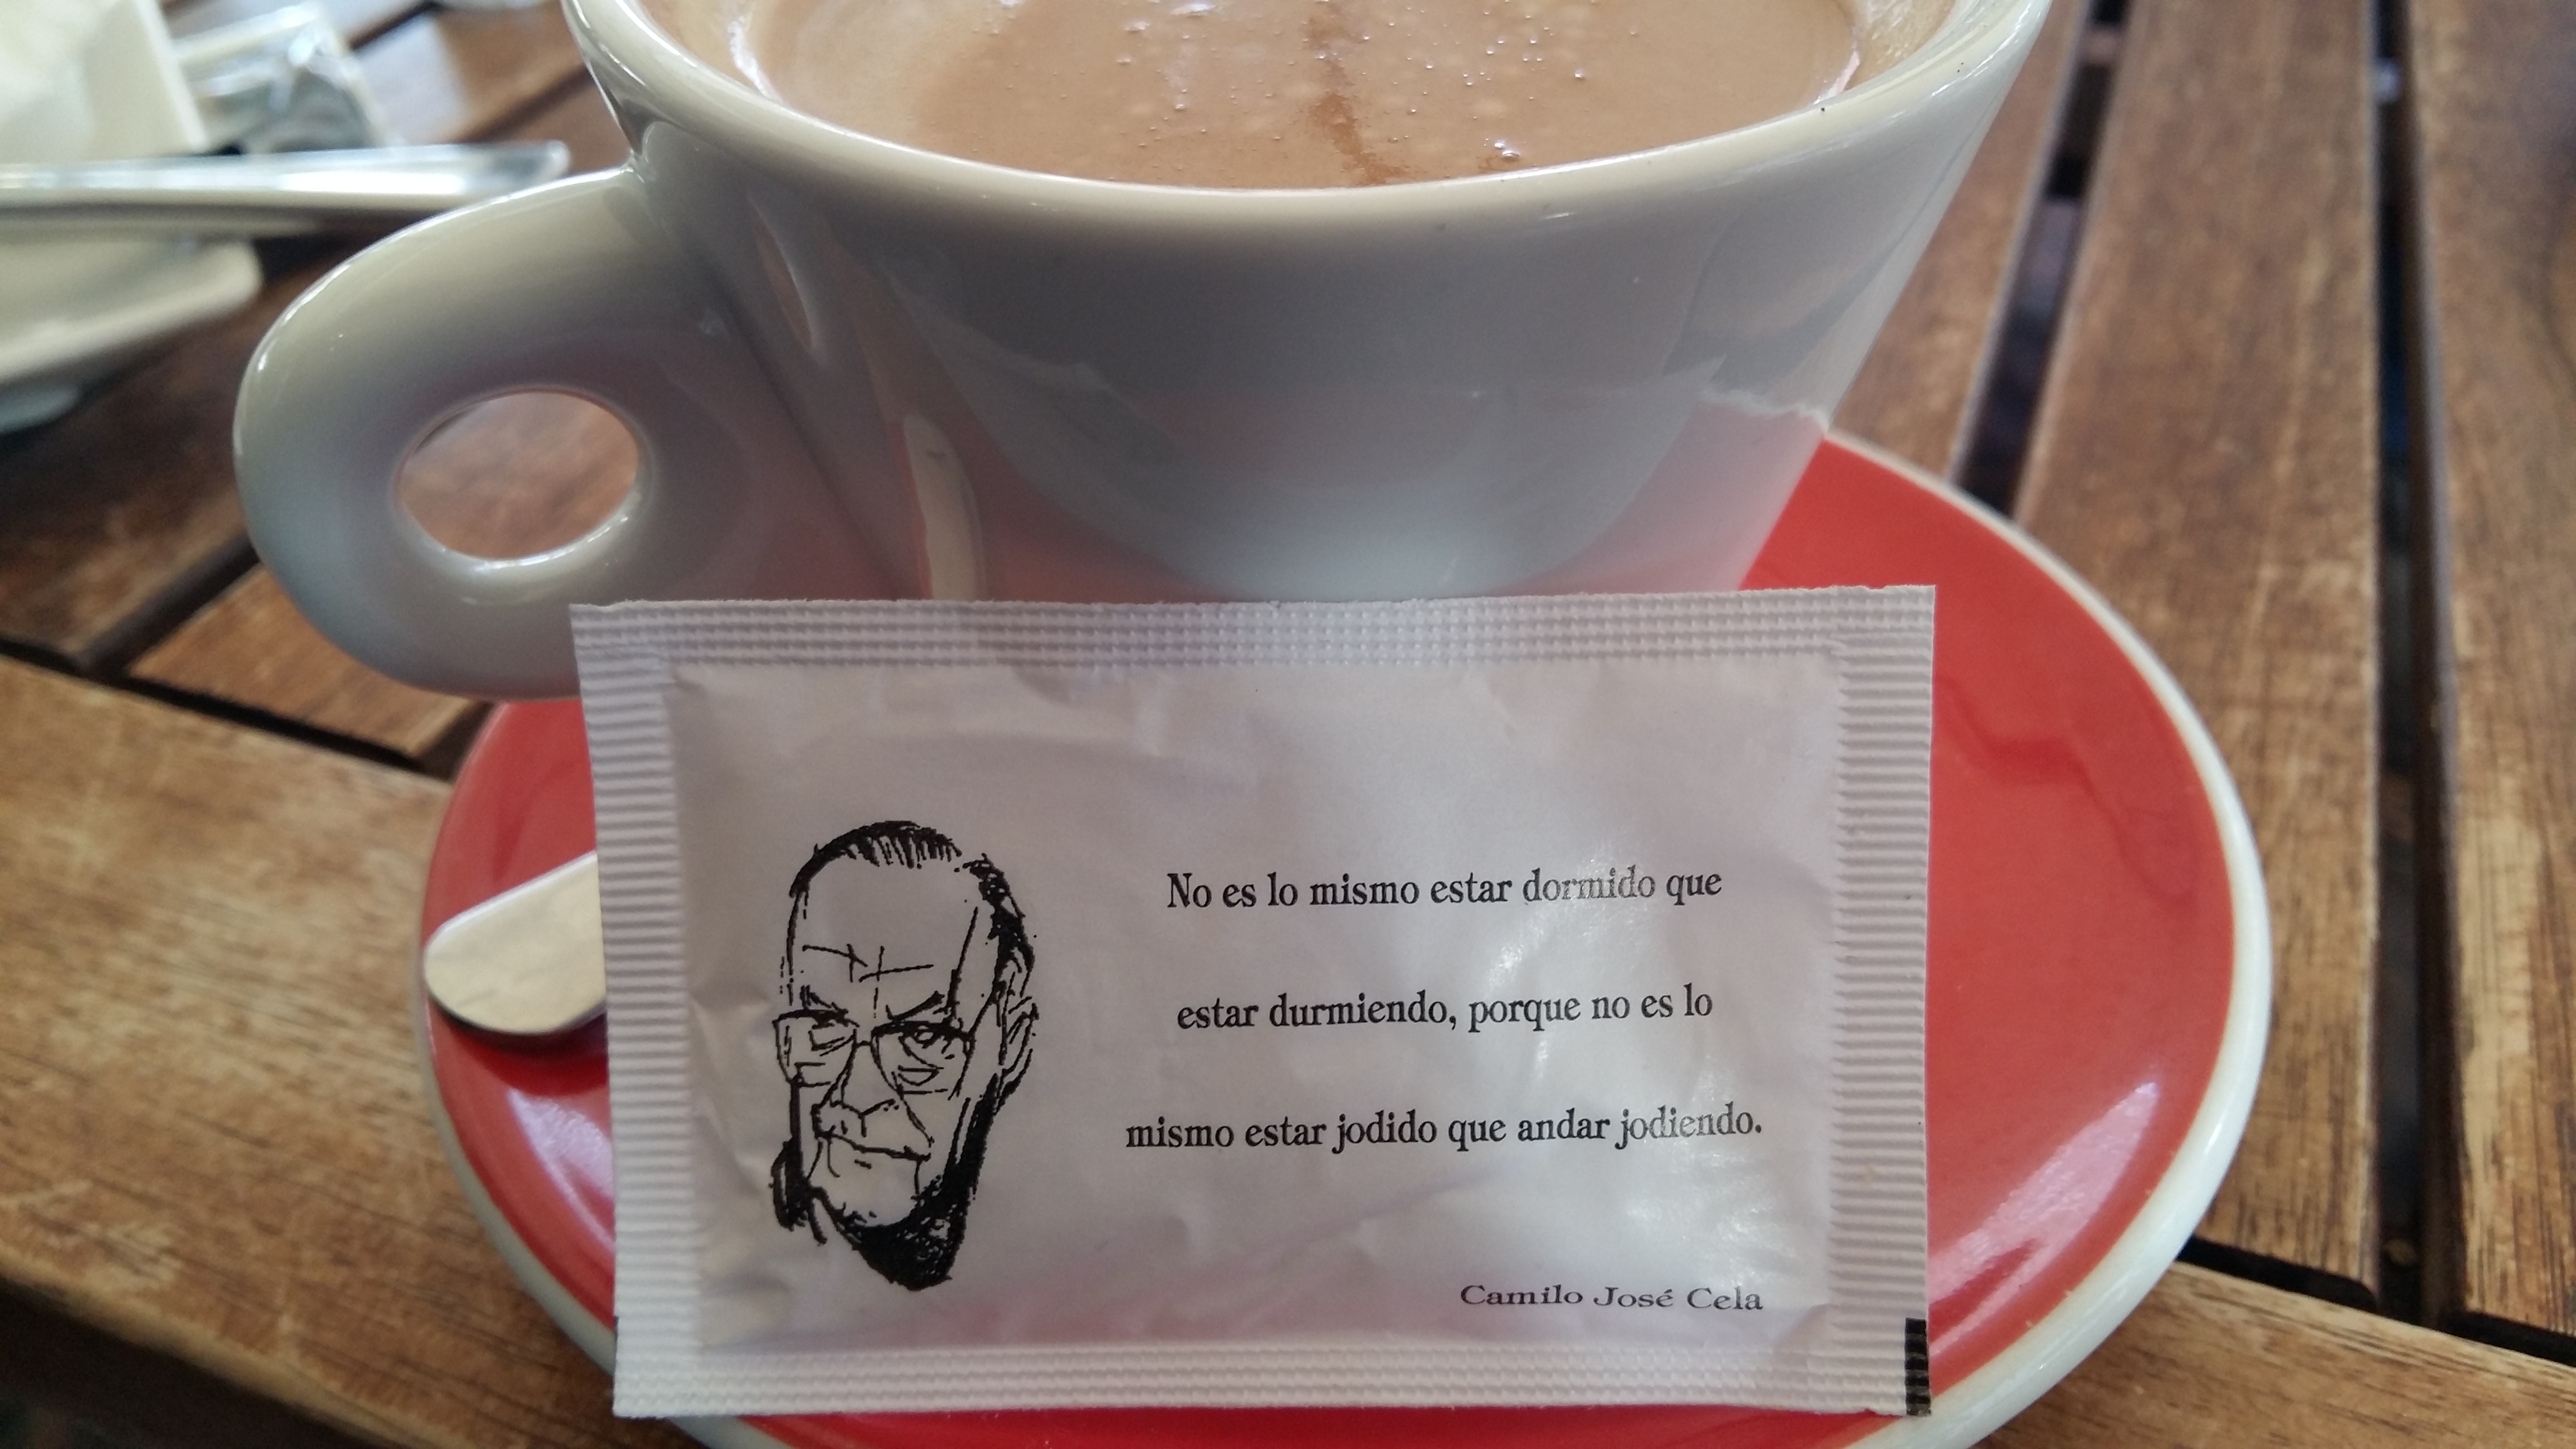 No es lo mismo estar dormido que
estar durmiendo, porque no es lo
mismo estar jodido que andar jodiendo.
Camilo José Cela